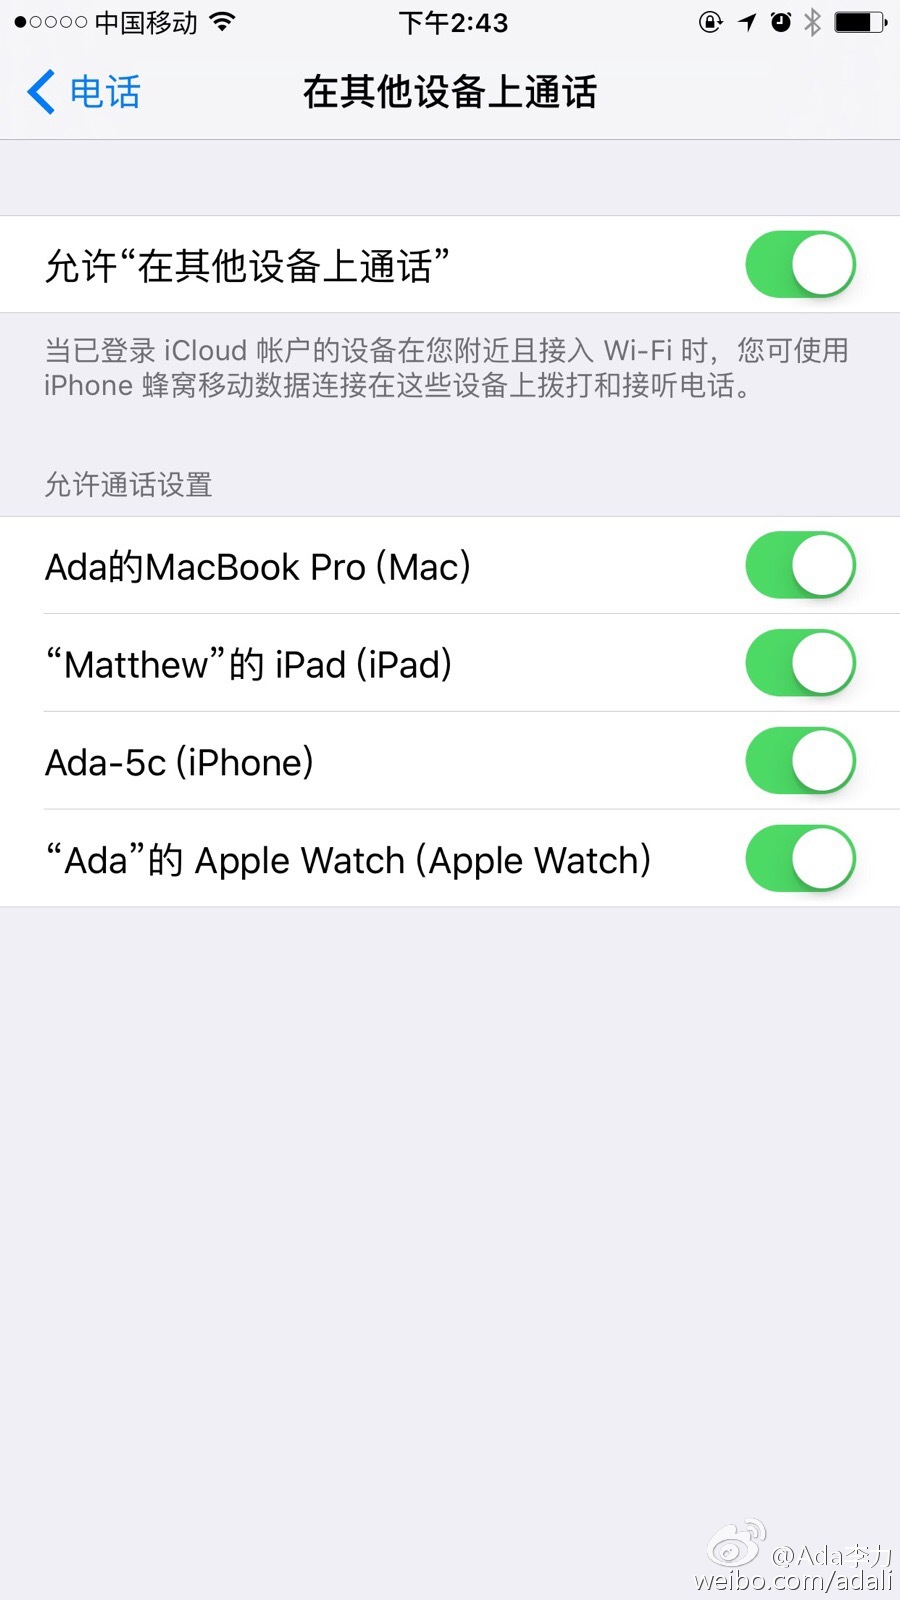 中国移动
下午2:43
电话
在其他设备上通话
允许“在其他设备上通话”
当已登录 iCloud 帐户的设备在您附近且接入 Wi-Fi 时，您可使用
iPhone 蜂窝移动数据连接在这些设备上拨打和接听电话。
允许通话设置
Ada的MacBook Pro (Mac)
“Matthew”的 iPad (iPad)
Ada-5c (iPhone)
“Ada”的 Apple Watch (Apple Watch)
@Ada李力
weibo.com/adali